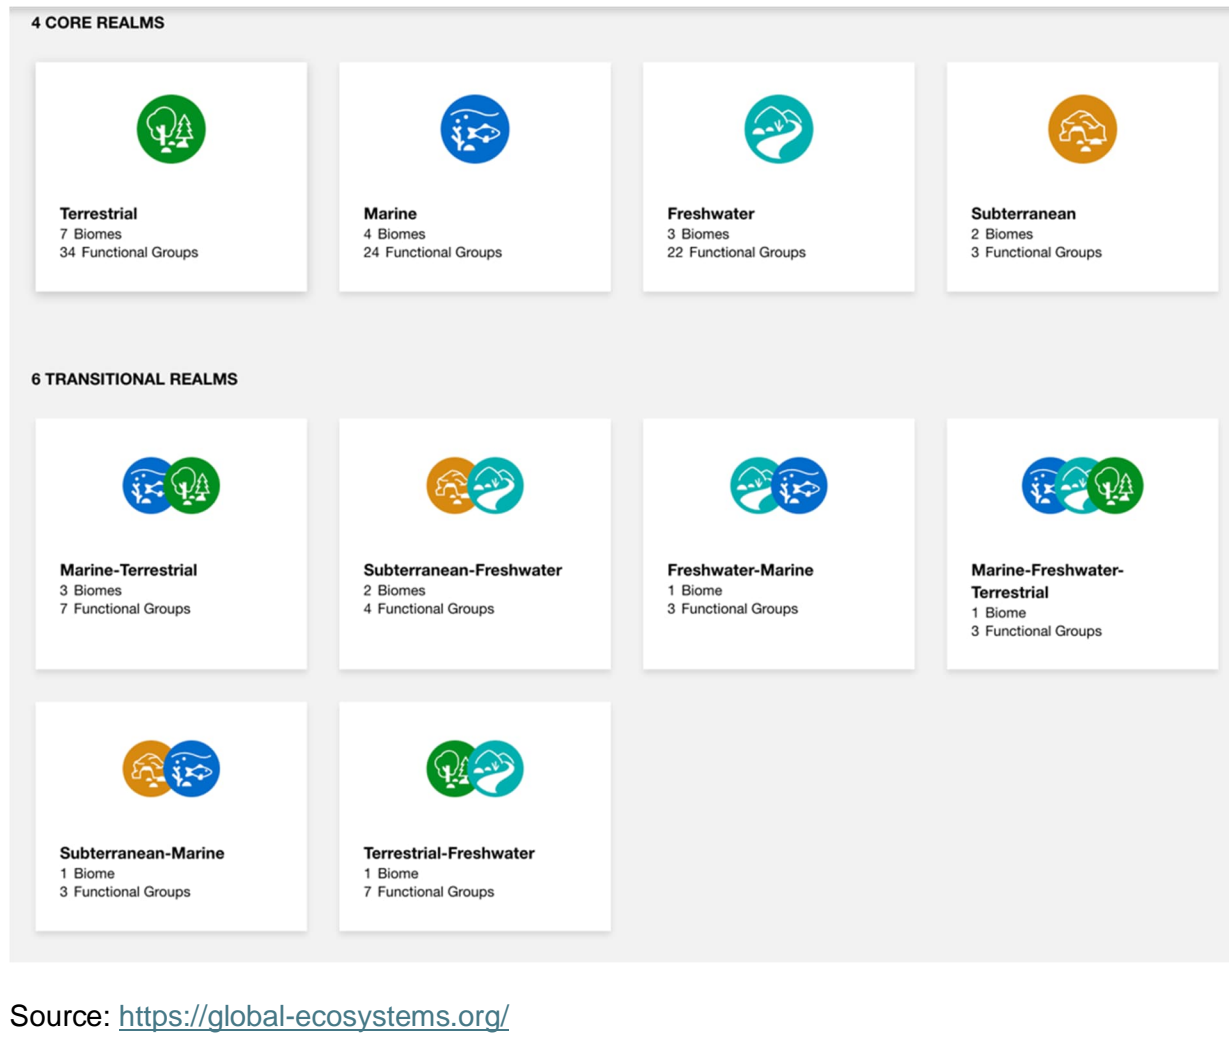 4 CORE REALMS
Terrestrial
7 Biomes
34 Functional Groups
Marine
4 Biomes
24 Functional Groups
Freshwater
3 Biomes
22 Functional Groups
Subterranean
2 Biomes
3 Functional Groups
6 TRANSITIONAL REALMS
Marine-Terrestrial
3 Biomes
7 Functional Groups
Subterranean-Freshwater
2 Biomes
4 Functional Groups
Freshwater-Marine
1 Biome
3 Functional Groups
Marine-Freshwater-
Terrestrial
1 Biome
3 Functional Groups
Subterranean-Marine
1 Biome
3 Functional Groups
Terrestrial-Freshwater
1 Biome
7 Functional Groups
Source: https://global-ecosystems.org/